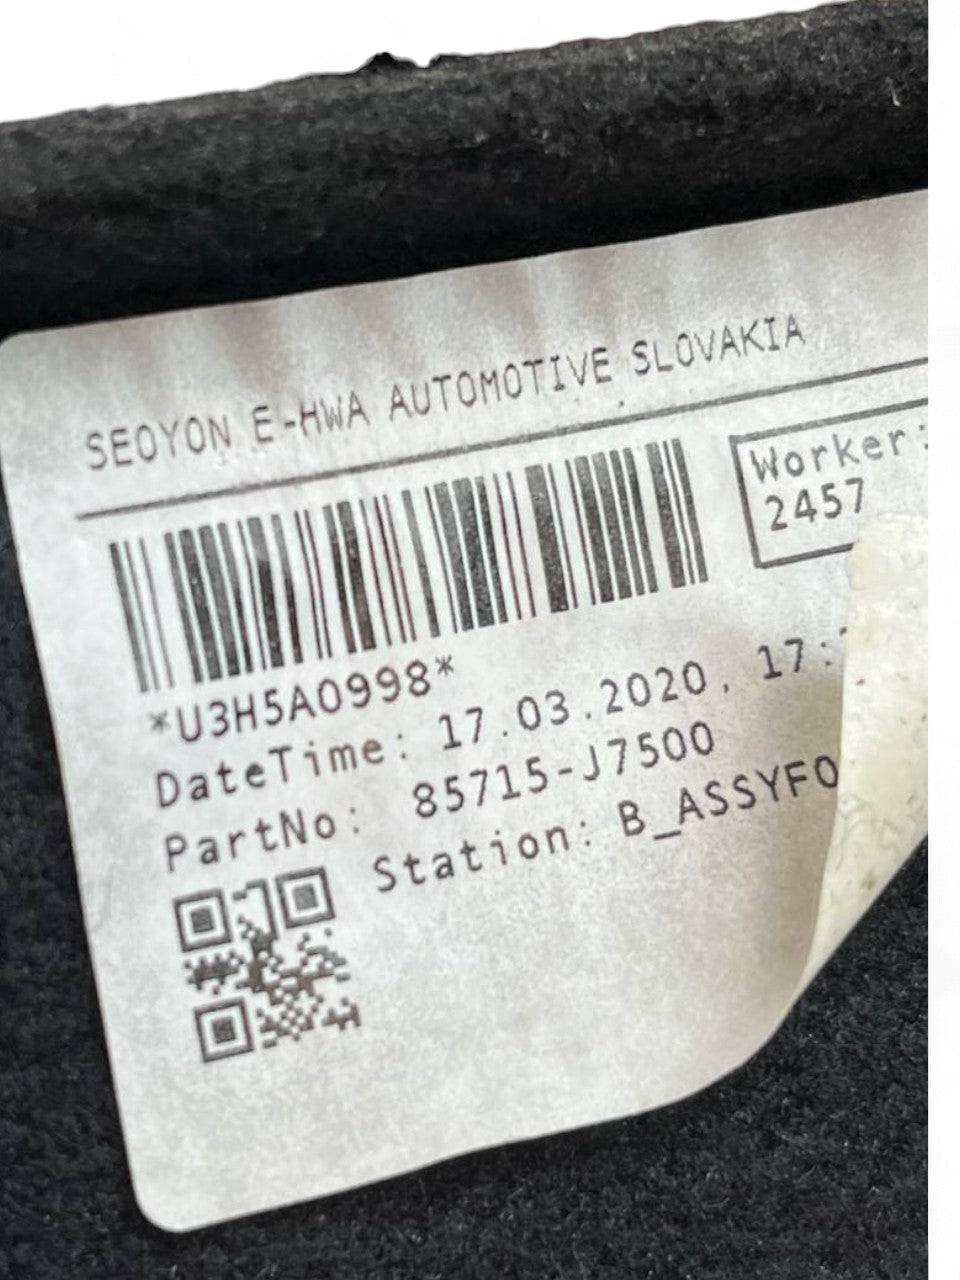 SEOYON E-HWA AUTOMOTIVE SLOVAKIA
Worker:
2457
*U3H5A0998*
DateTime: 17.03.2020, 17:
PartNo: 85715-J7500
Station: B_ASSYFO